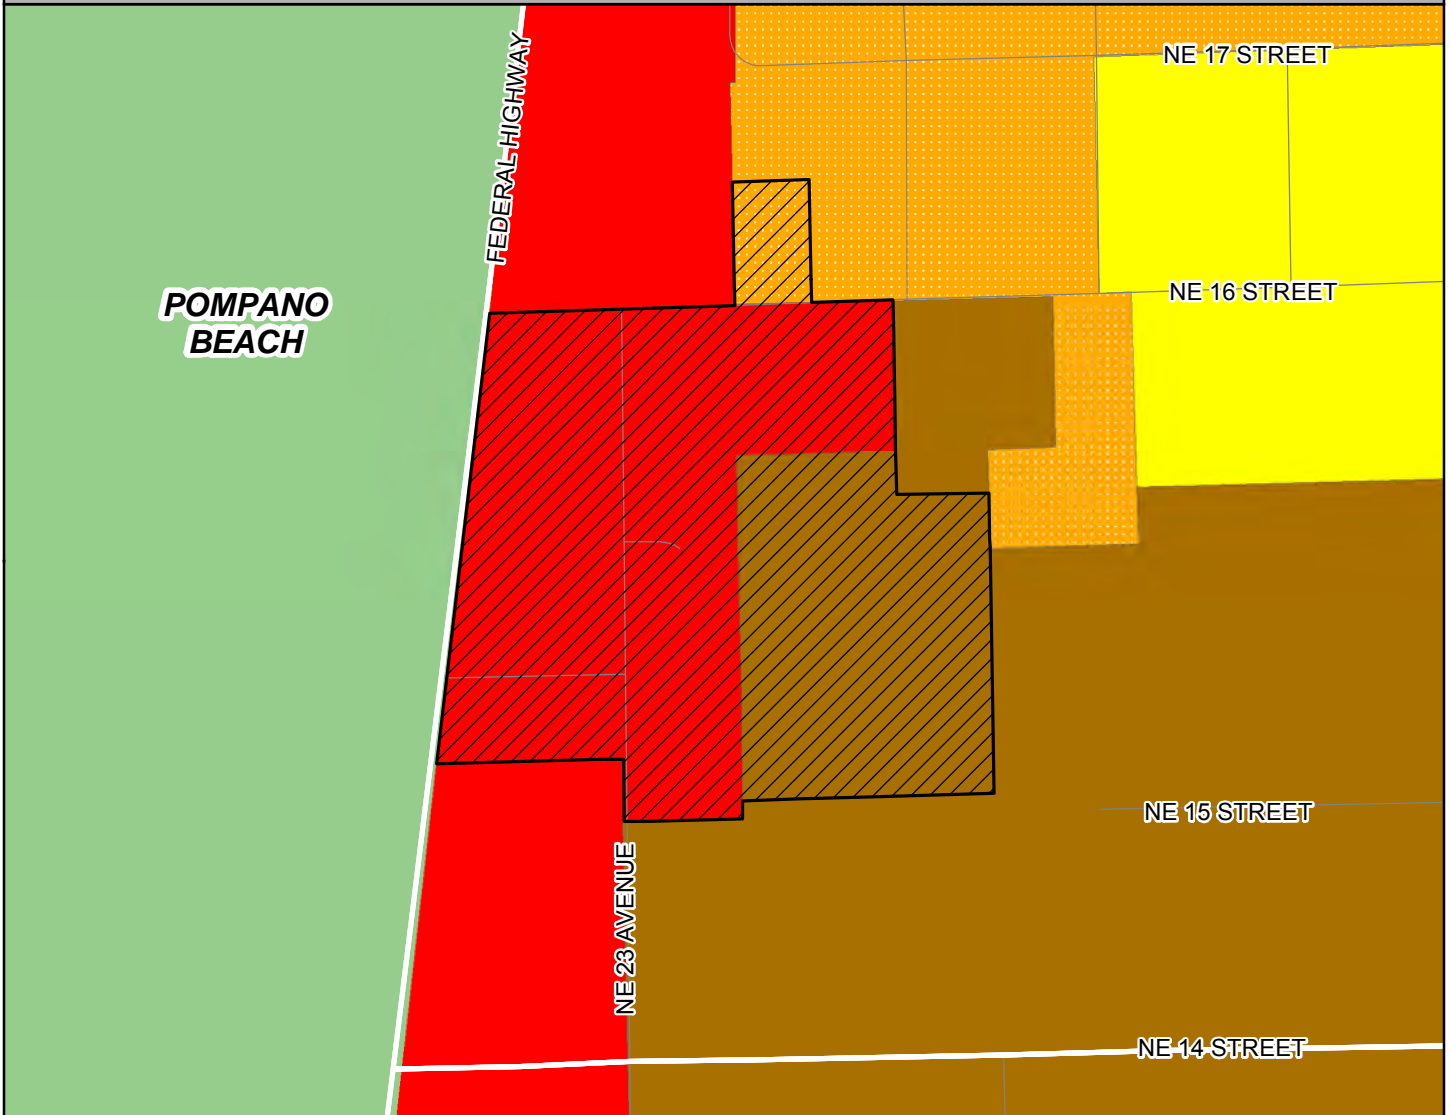 NE 17 STREET
FEDERAL HIGHWAY
NE 16 STREET
POMPANO
BEACH
NE 15 STREET
NE 23 AVENUE
NE 14 STREET